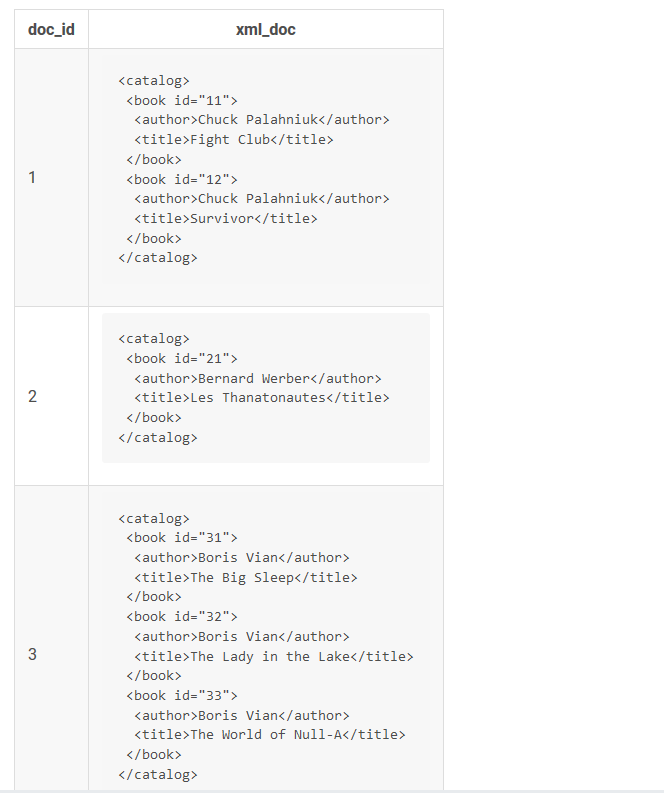 doc_id xml_doc
1
<catalog>
<book id="11">
<author>Chuck Palahniuk</author>
<title>Fight Club</title>
</book>
<book id="12">
<author>Chuck Palahniuk</author>
<title>Survivor</title>
</book>
</catalog>
2
<catalog>
<book id="21">
<author>Bernard Werber</author>
<title>Les Thanatonautes</title>
</book>
</catalog>
3
<catalog>
<book id="31">
<author>Boris Vian</author>
<title>The Big Sleep</title>
</book>
<book id="32">
<author>Boris Vian</author>
<title>The Lady in the Lake</title>
</book>
<book id="33">
<author>Boris Vian</author>
<title>The World of Null-A</title>
</book>
</catalog>